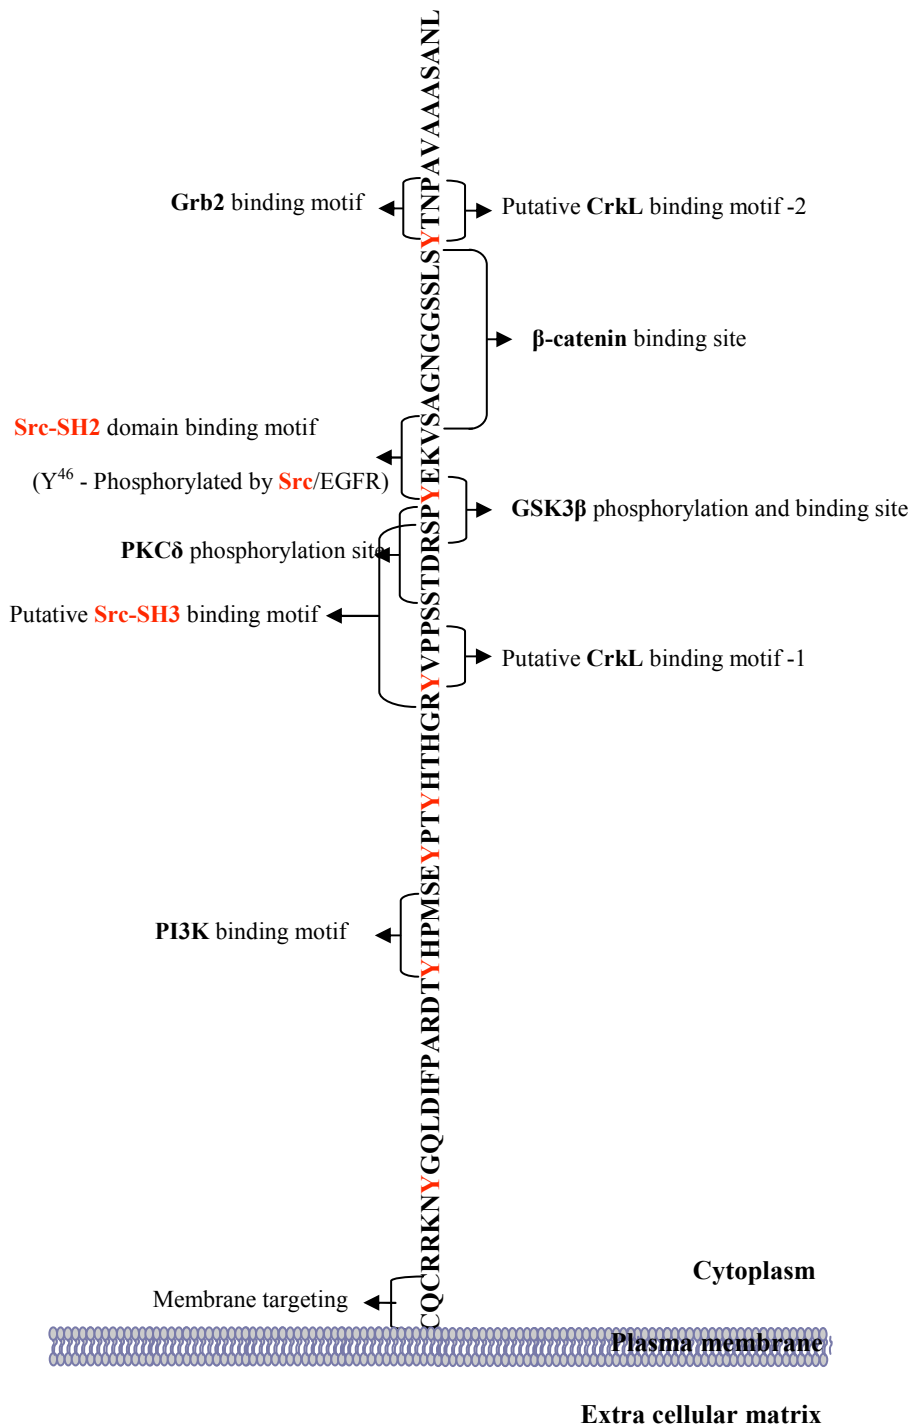 CQCRRKNYGQLDIFPARDTYHPMSEYPTYHTHGRYVPPSSTDRSPYEKVSAGNGGSSLSYTNPAVAAASANL
Grb2 binding motif
Putative CrkL binding motif -2
β-catenin binding site
Src-SH2 domain binding motif
(Y⁴⁶ - Phosphorylated by Src/EGFR)
GSK3β phosphorylation and binding site
PKCδ phosphorylation site
Putative Src-SH3 binding motif
Putative CrkL binding motif -1
PI3K binding motif
Cytoplasm
Membrane targeting
Plasma membrane
Extra cellular matrix